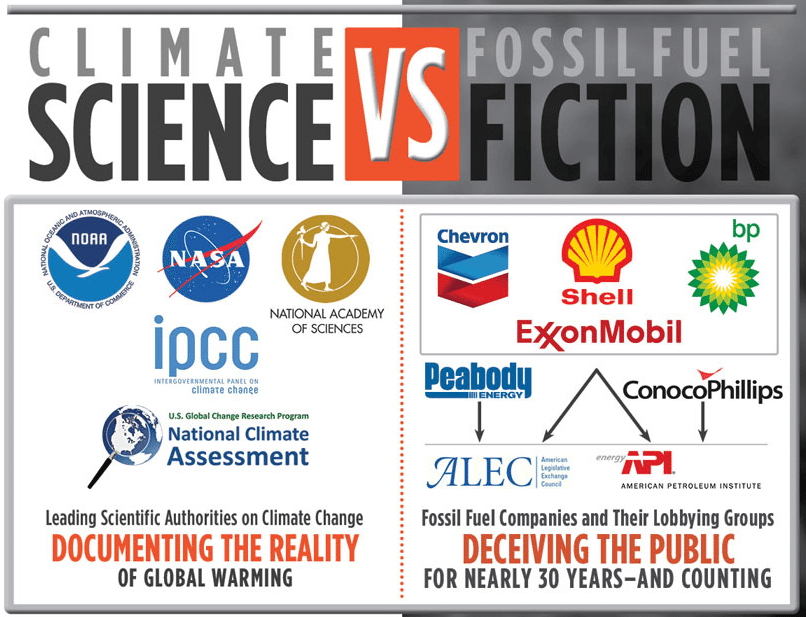 CLIMATE
SCIENCE
VS
FOSSIL FUEL
FICTION
NATIONAL OCEANIC AND ATMOSPHERIC ADMINISTRATION
NOAA
U.S. DEPARTMENT OF COMMERCE
NASA
NATIONAL ACADEMY
OF SCIENCES
ipcc
INTERGOVERNMENTAL PANEL ON
climate change
U.S. Global Change Research Program
National Climate
Assessment
Leading Scientific Authorities on Climate Change
DOCUMENTING THE REALITY
OF GLOBAL WARMING
Chevron
Shell
bp
ExxonMobil
Peabody
ENERGY
ConocoPhillips
ALEC
American
Legislative
Exchange
Council
energy API
AMERICAN PETROLEUM INSTITUTE
Fossil Fuel Companies and Their Lobbying Groups
DECEIVING THE PUBLIC
FOR NEARLY 30 YEARS–AND COUNTING